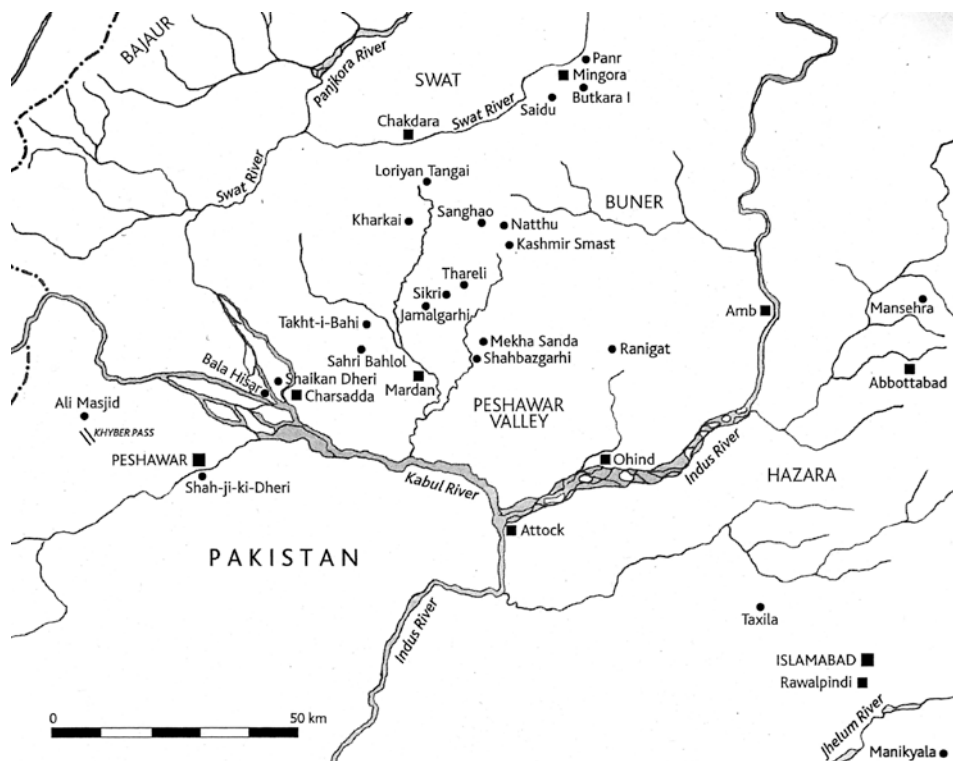 BAJAUR
Panjkora River
SWAT
Panr
Mingora
Butkara I
Saidu
Swat River
Chakdara
Swat River
Loriyan Tangai
BUNER
Kharkai
Sanghao
Natthu
Kashmir Smast
Thareli
Sikri
Jamalgarhi
Amb
Mansehra
Takht-i-Bahi
Mekha Sanda
Ranigat
Sahri Bahlol
Shahbazgarhi
Bala Hisar
Shaikan Dheri
Mardan
Abbottabad
Charsadda
Ali Masjid
PESHAWAR
VALLEY
KHYBER PASS
PESHAWAR
Ohind
Indus River
HAZARA
Shah-ji-ki-Dheri
Kabul River
Attock
PAKISTAN
Taxila
Indus River
ISLAMABAD
Rawalpindi
0
50 km
Jhelum River
Manikyala